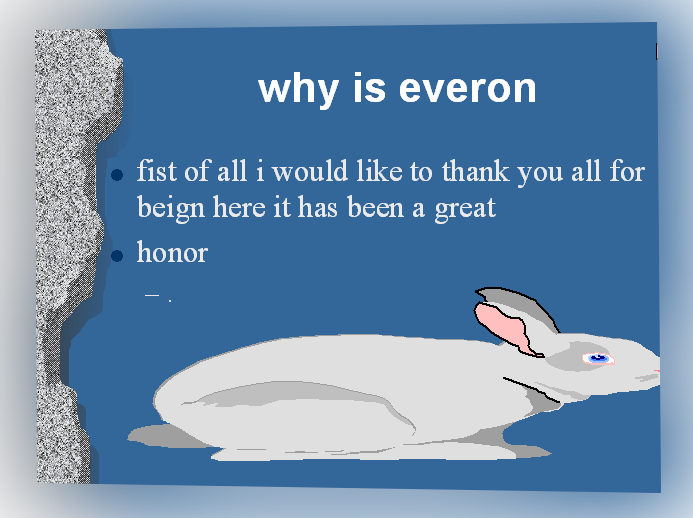 why is everon
fist of all i would like to thank you all for
beign here it has been a great
honor
– .